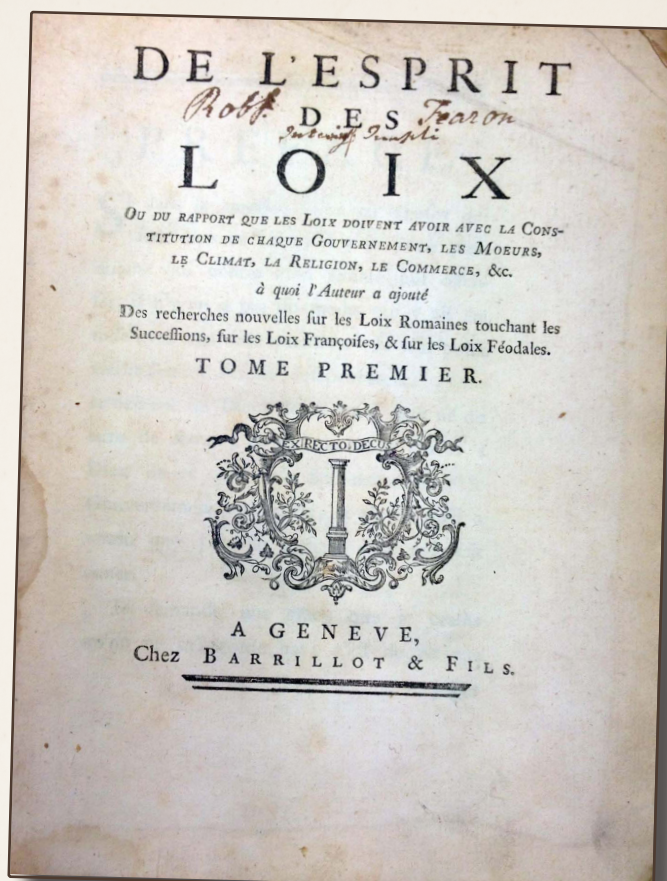 DE L'ESPRIT
DES
LOIX
OU DU RAPPORT QUE LES LOIX DOIVENT AVOIR AVEC LA CONS-
TITUTION DE CHAQUE GOUVERNEMENT, LES MOEURS,
LE CLIMAT, LA RELIGION, LE COMMERCE, &c.
à quoi l'Auteur a ajouté
Des recherches nouvelles ſur les Loix Romaines touchant les
Succeſſions, ſur les Loix Françoiſes, & ſur les Loix Féodales.
TOME PREMIER.
EX RECTO DECUS
A GENEVE,
Chez BARRILLOT & FILS.